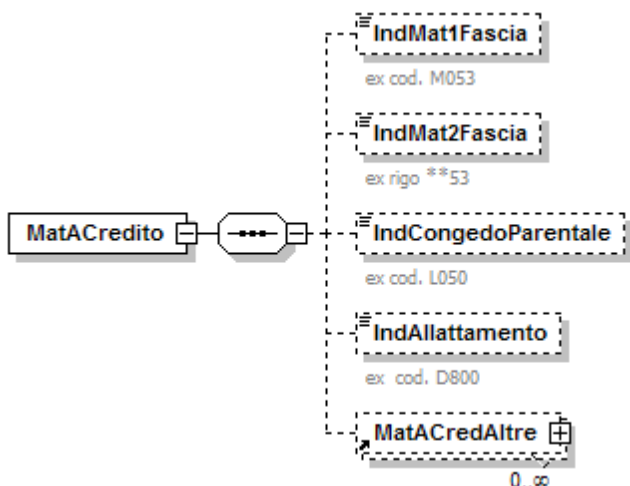 IndMat1Fascia
ex cod. M053
IndMat2Fascia
ex rigo **53
MatACredito
IndCongedoParentale
ex cod. L050
IndAllattamento
ex cod. D800
MatACredAltre
0..∞